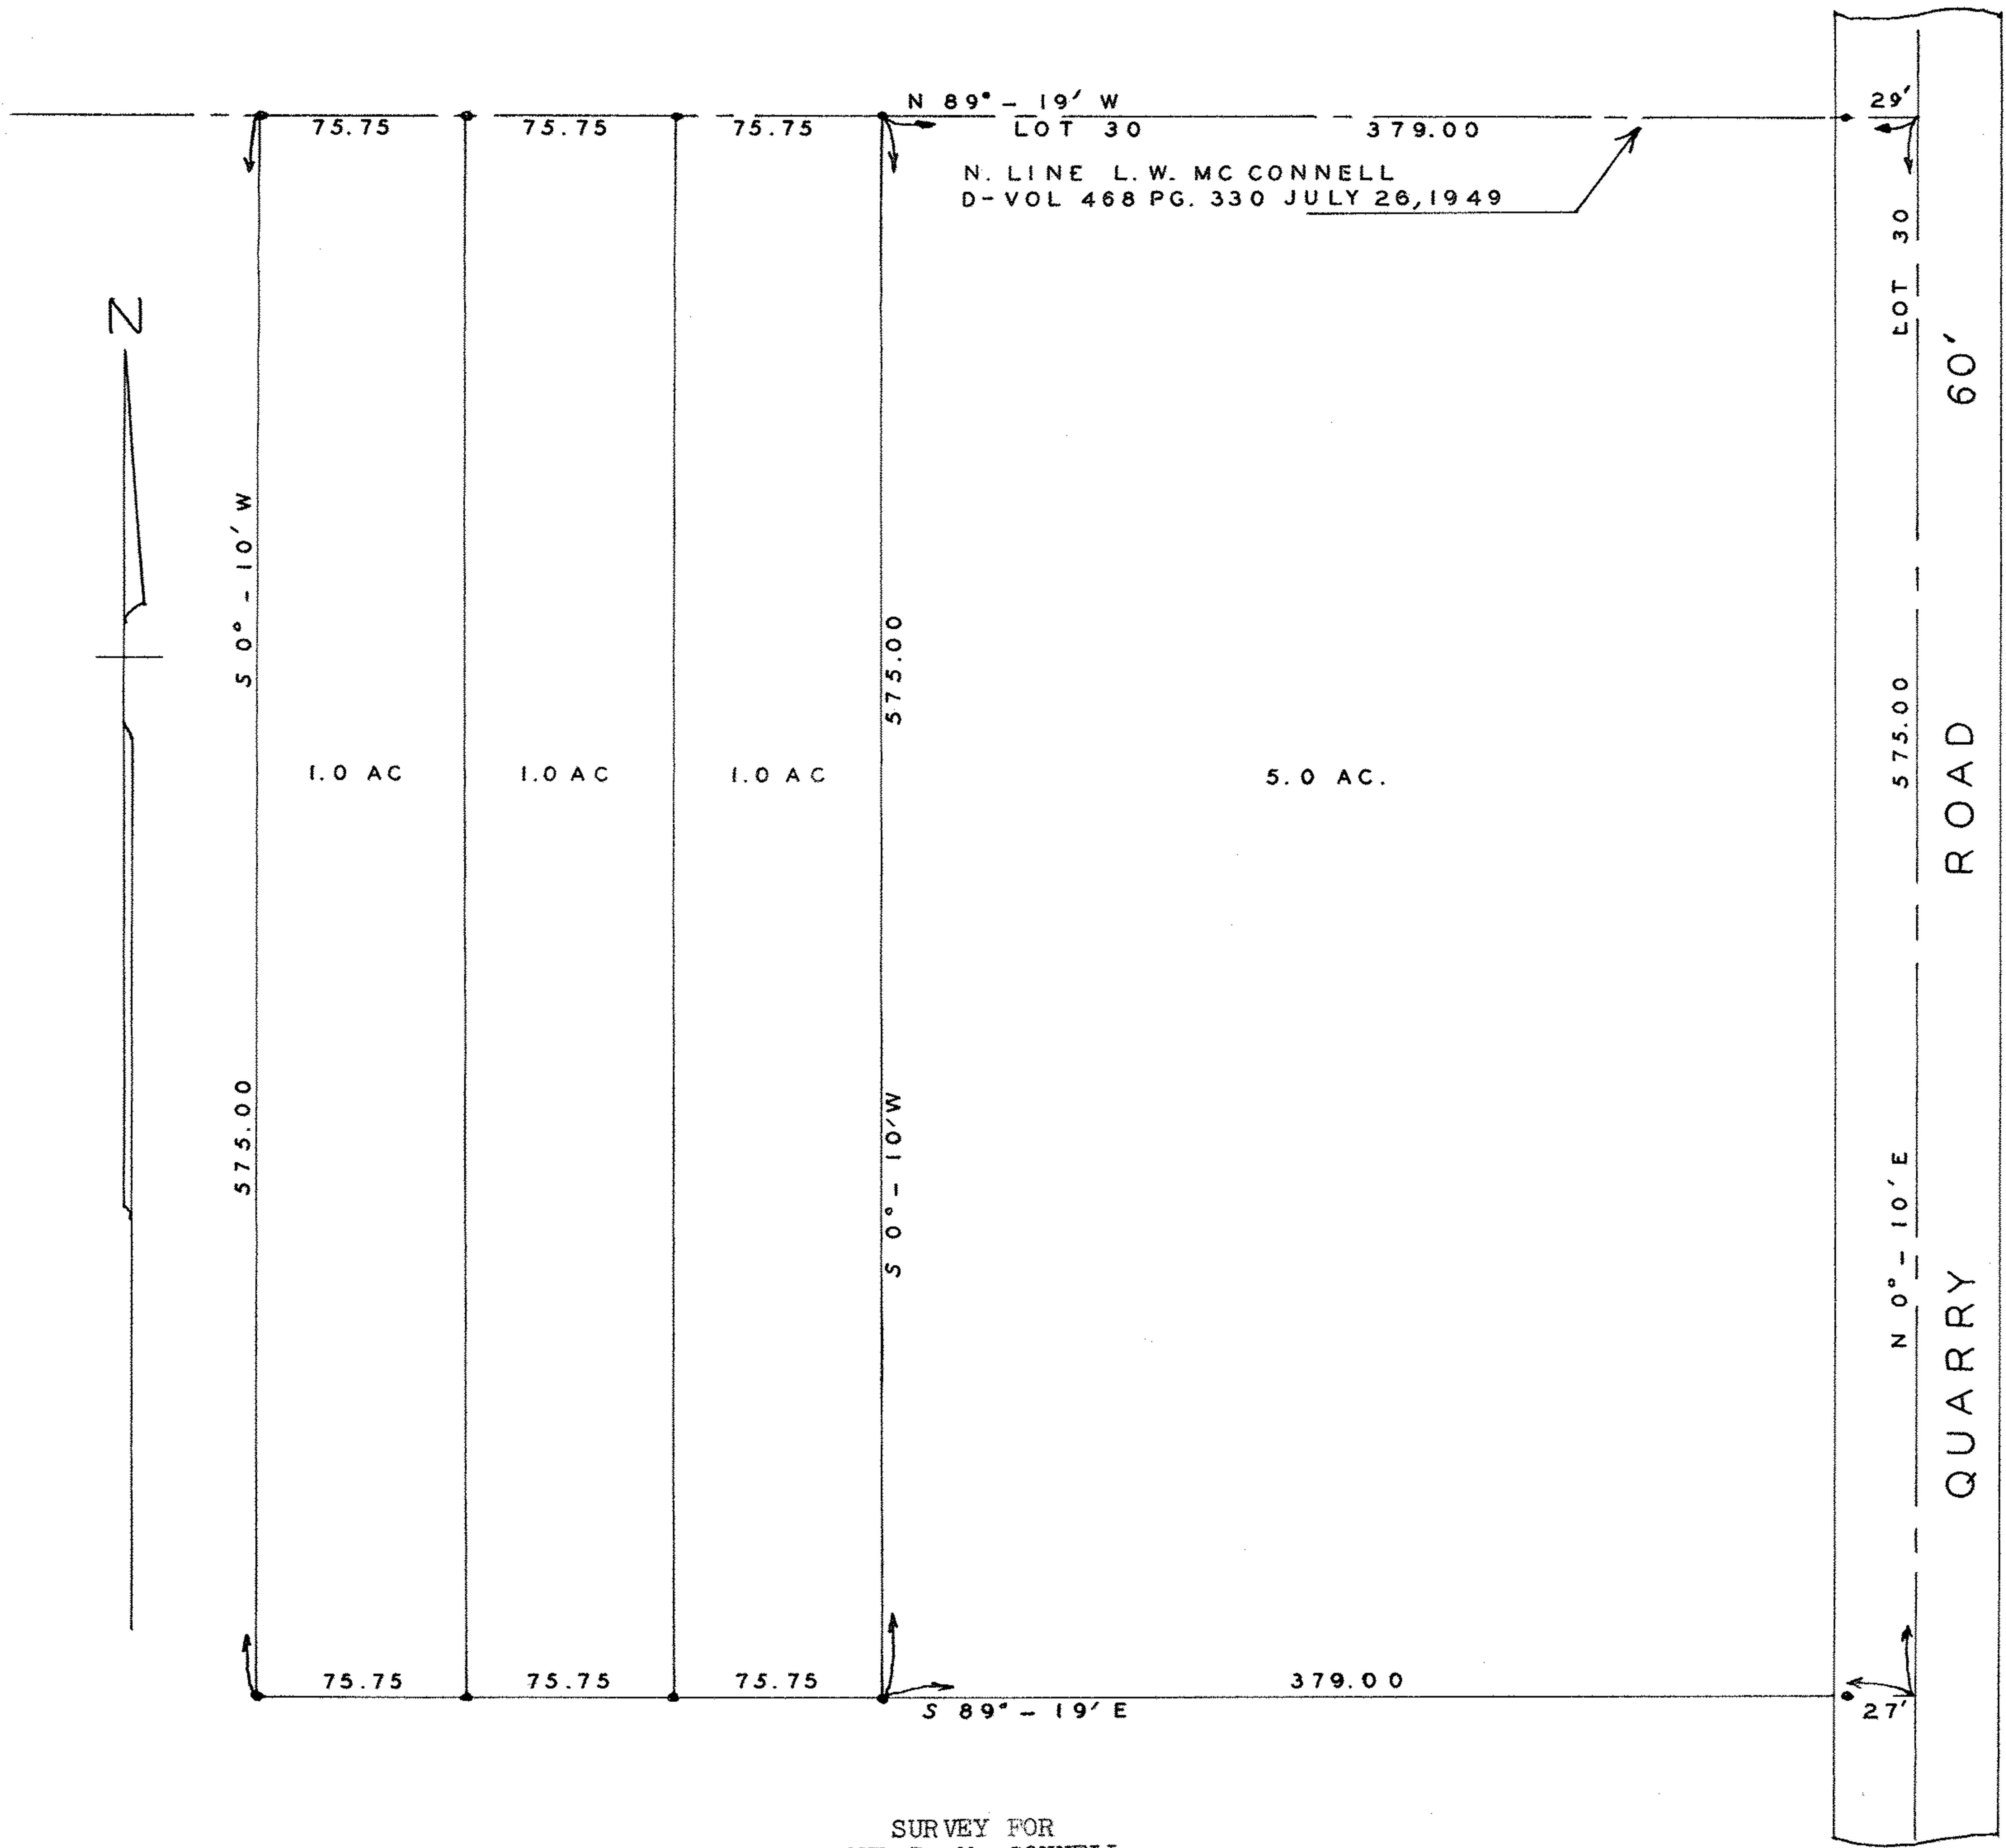 N 89° - 19' W
29'
75.75
75.75
75.75
LOT 30
379.00
N. LINE L. W. MC CONNELL
D-VOL 468 PG. 330 JULY 26, 1949
LOT 30
60'
N
S 0° - 10' W
575.00
575.00
ROAD
1.0 AC
1.0 AC
1.0 AC
5.0 AC.
575.00
S 0° - 10' W
N 0° - 10' E
QUARRY
75.75
75.75
75.75
379.00
S 89° - 19' E
27'
SURVEY FOR